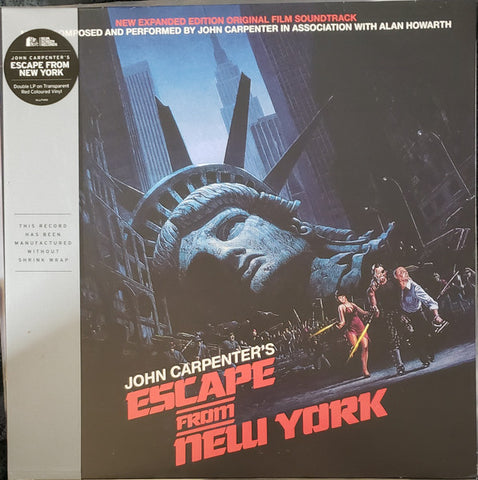 NEW EXPANDED EDITION ORIGINAL FILM SOUNDTRACK
COMPOSED AND PERFORMED BY JOHN CARPENTER IN ASSOCIATION WITH ALAN HOWARTH
JOHN CARPENTER'S
ESCAPE FROM
NEW YORK
Double LP on Transparent
Red Coloured Vinyl
THIS RECORD
HAS BEEN
MANUFACTURED
WITHOUT
SHRINK WRAP
JOHN CARPENTER'S
ESCAPE
FROM
NEW YORK